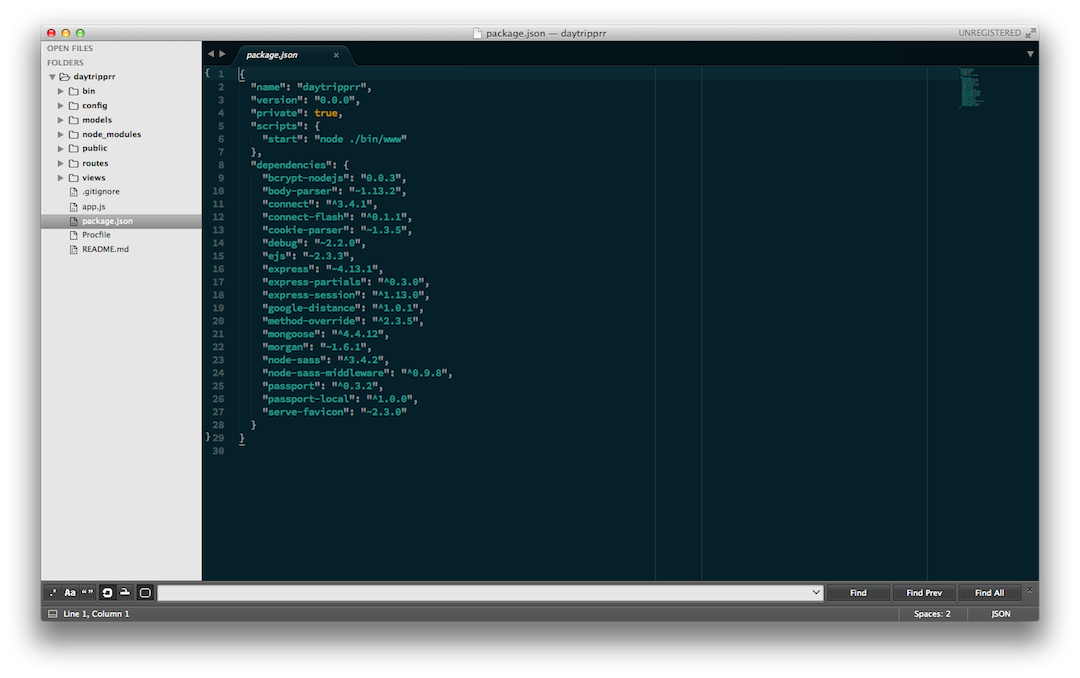 package.json — daytripprr
UNREGISTERED
OPEN FILES
FOLDERS
daytripprr
bin
config
models
node_modules
public
routes
views
.gitignore
app.js
package.json
Procfile
README.md
package.json ×
{ 1 {
2 "name": "daytripprr",
3 "version": "0.0.0",
4 "private": true,
5 "scripts": {
6 "start": "node ./bin/www"
7 },
8 "dependencies": {
9 "bcrypt-nodejs": "0.0.3",
10 "body-parser": "~1.13.2",
11 "connect": "^3.4.1",
12 "connect-flash": "^0.1.1",
13 "cookie-parser": "~1.3.5",
14 "debug": "~2.2.0",
15 "ejs": "~2.3.3",
16 "express": "~4.13.1",
17 "express-partials": "^0.3.0",
18 "express-session": "^1.13.0",
19 "google-distance": "^1.0.1",
20 "method-override": "^2.3.5",
21 "mongoose": "^4.4.12",
22 "morgan": "~1.6.1",
23 "node-sass": "^3.4.2",
24 "node-sass-middleware": "^0.9.8",
25 "passport": "^0.3.2",
26 "passport-local": "^1.0.0",
27 "serve-favicon": "~2.3.0"
28 }
} 29 }
30
.* Aa “ ” Find Find Prev Find All ×
Line 1, Column 1 Spaces: 2 JSON